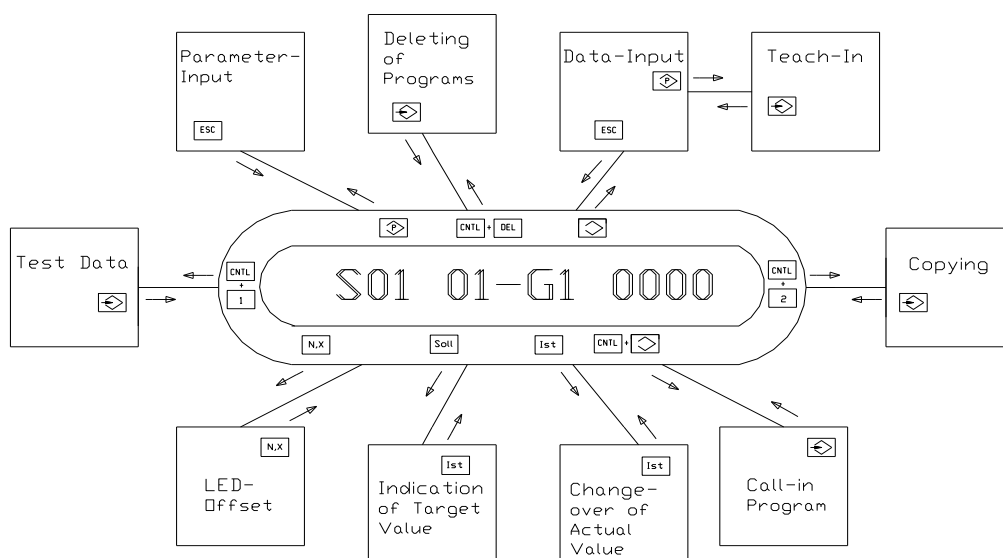 Parameter-
Input
ESC
Deleting
of
Programs
Data-Input
P
ESC
Teach-In
P
CNTL + DEL
Test Data
CNTL
+
1
S01 01-G1 0000
CNTL
+
2
Copying
N,X
Soll
Ist
CNTL +
N,X
LED-
Offset
Ist
Indication
of Target
Value
Ist
Change-
over of
Actual
Value
Call-in
Program